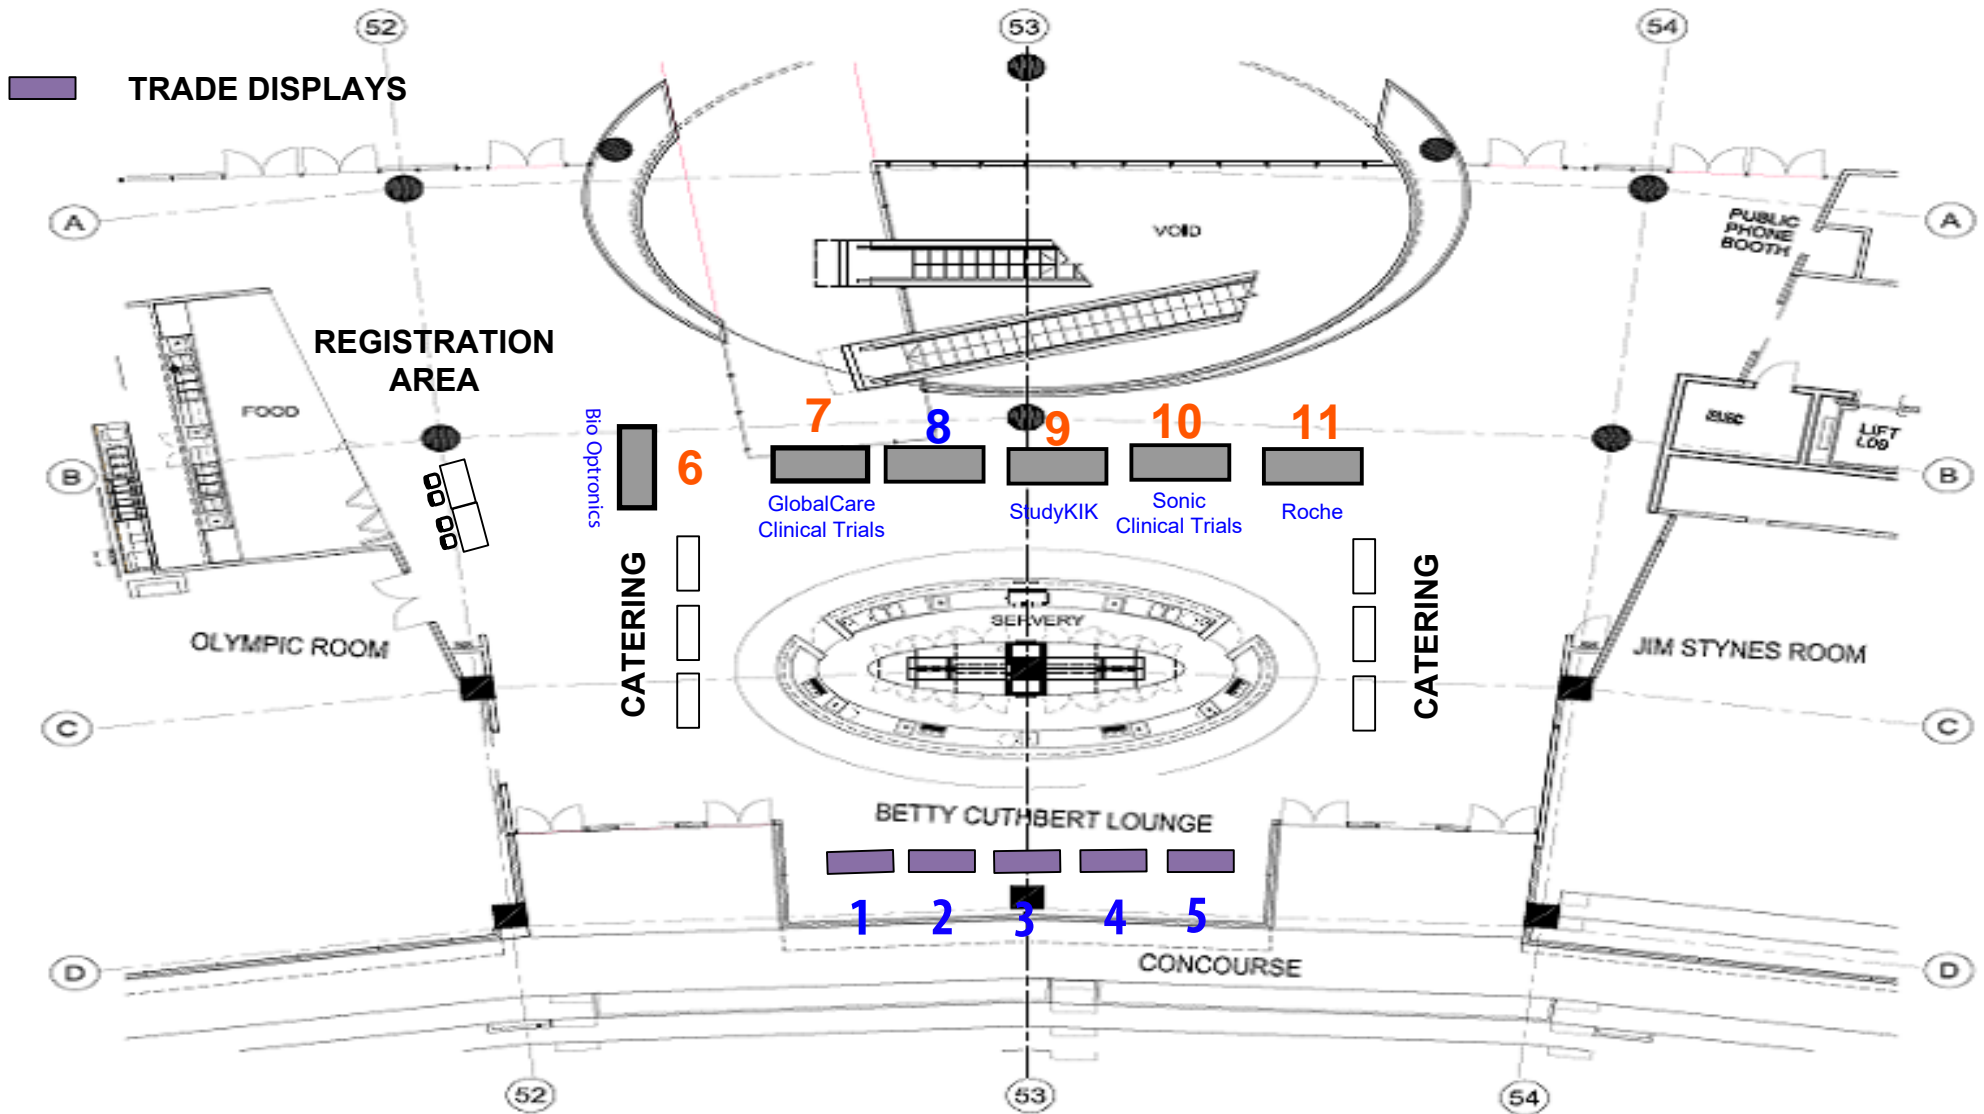 52
53
54
TRADE DISPLAYS
A
A
PUBLIC
PHONE
BOOTH
VOID
REGISTRATION
AREA
FOOD
7
8
9
10
11
LIFT
B
B
Bio Optronics
6
GlobalCare
Clinical Trials
StudyKIK
Sonic
Clinical Trials
Roche
CATERING
CATERING
SERVERY
OLYMPIC ROOM
JIM STYNES ROOM
C
C
BETTY CUTHBERT LOUNGE
1
2
3
4
5
CONCOURSE
D
D
52
53
54